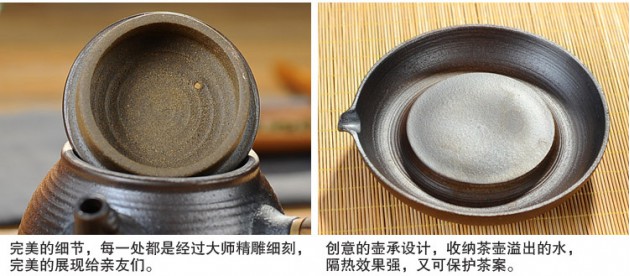 完美的细节，每一处都是经过大师精雕细刻，
完美的展现给亲友们。
创意的壶承设计，收纳茶壶溢出的水，
隔热效果强，又可保护茶案。